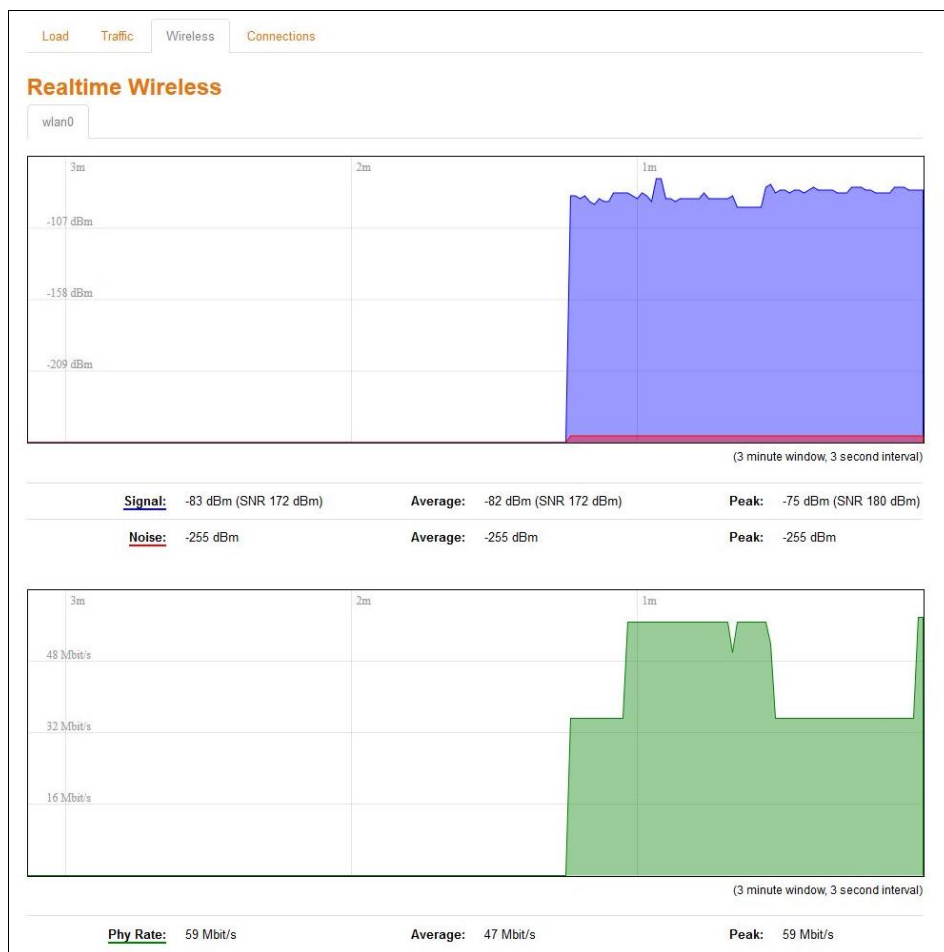 Load Traffic Wireless Connections
Realtime Wireless
wlan0
3m 2m 1m
-107 dBm
-158 dBm
-209 dBm
(3 minute window, 3 second interval)
Signal: -83 dBm (SNR 172 dBm) Average: -82 dBm (SNR 172 dBm) Peak: -75 dBm (SNR 180 dBm)
Noise: -255 dBm Average: -255 dBm Peak: -255 dBm
3m 2m 1m
48 Mbit/s
32 Mbit/s
16 Mbit/s
(3 minute window, 3 second interval)
Phy Rate: 59 Mbit/s Average: 47 Mbit/s Peak: 59 Mbit/s